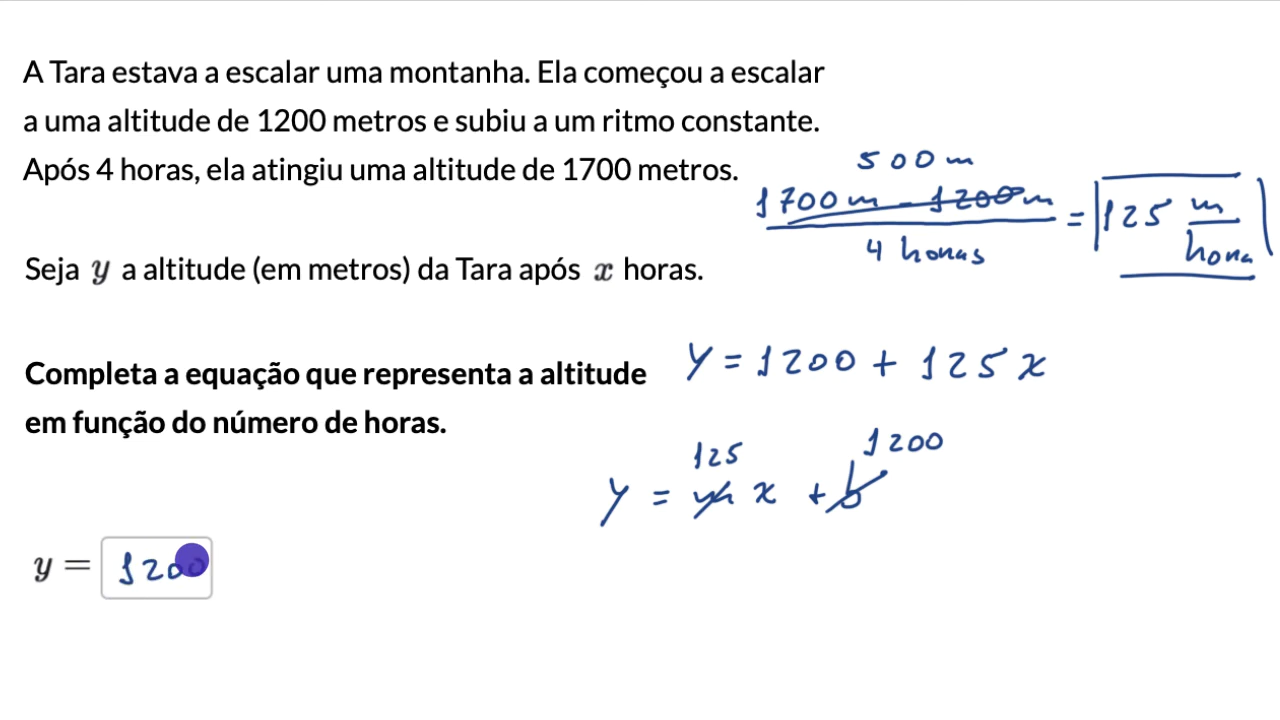 A Tara estava a escalar uma montanha. Ela começou a escalar
a uma altitude de 1200 metros e subiu a um ritmo constante.
Após 4 horas, ela atingiu uma altitude de 1700 metros.
500 m
1700 m - 1200 m
4 horas
= 125 m
hora
Seja y a altitude (em metros) da Tara após x horas.
Completa a equação que representa a altitude
em função do número de horas.
y = 1200 + 125 x
125 1200
y = m x + b
y = 1200